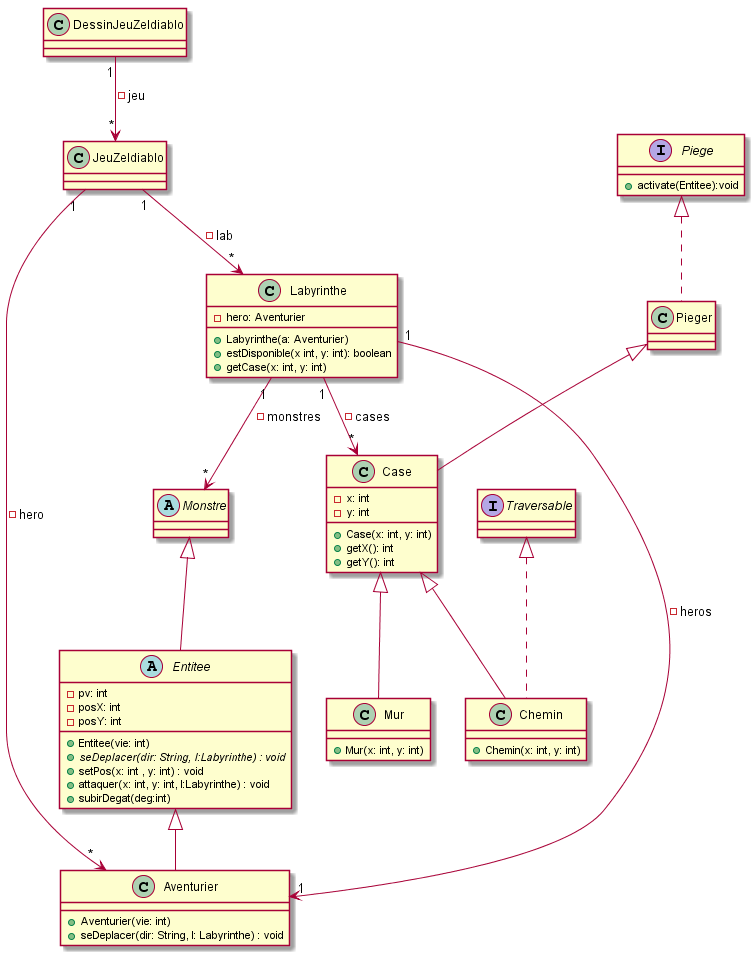 C DessinJeuZeldiablo
1
jeu
*
C JeuZeldiablo
I Piege
activate(Entitee):void
1
1
lab
*
C Labyrinthe
hero: Aventurier
Labyrinthe(a: Aventurier)
estDisponible(x int, y: int): boolean
getCase(x: int, y: int)
C Pieger
1
1
1
monstres
cases
*
*
C Case
x: int
y: int
Case(x: int, y: int)
getX(): int
getY(): int
A Monstre
I Traversable
hero
heros
A Entitee
pv: int
posX: int
posY: int
Entitee(vie: int)
seDeplacer(dir: String, l:Labyrinthe) : void
setPos(x: int , y: int) : void
attaquer(x: int, y: int, l:Labyrinthe) : void
subirDegat(deg:int)
C Mur
Mur(x: int, y: int)
C Chemin
Chemin(x: int, y: int)
*
1
C Aventurier
Aventurier(vie: int)
seDeplacer(dir: String, l: Labyrinthe) : void